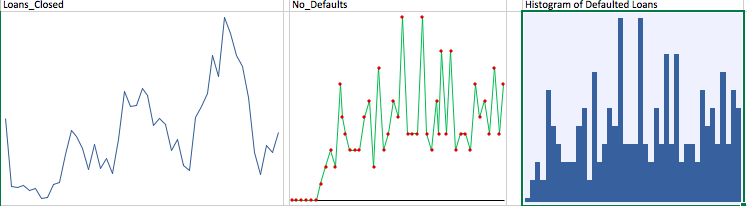 Loans_Closed
No_Defaults
Histogram of Defaulted Loans